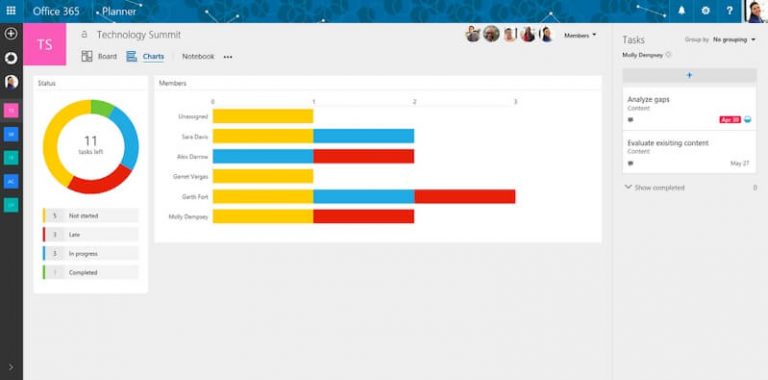 Office 365
Planner
?
TS
Technology Summit
Members
Board
Charts
Notebook
Tasks
Group by: No grouping
Molly Dempsey
Status
11
tasks left
5 Not started
3 Late
3 In progress
Completed
Members
0 1 2 3
Unassigned
Sara Davis
Alex Darrow
Garret Vargas
Garth Fort
Molly Dempsey
+
Analyze gaps
Content
Apr 30
Evaluate exisiting content
Content
May 27
Show completed 0